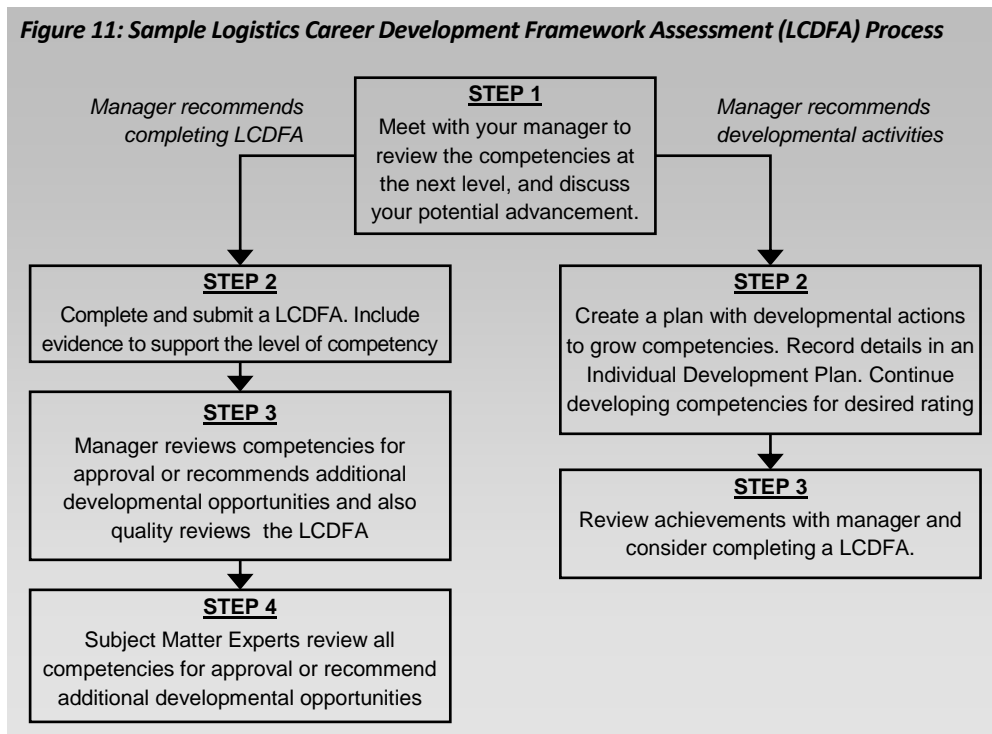 Figure 11: Sample Logistics Career Development Framework Assessment (LCDFA) Process
Manager recommends
completing LCDFA
STEP 1
Meet with your manager to
review the competencies at
the next level, and discuss
your potential advancement.
Manager recommends
developmental activities
STEP 2
Complete and submit a LCDFA. Include
evidence to support the level of competency
STEP 3
Manager reviews competencies for
approval or recommends additional
developmental opportunities and also
quality reviews the LCDFA
STEP 4
Subject Matter Experts review all
competencies for approval or recommend
additional developmental opportunities
STEP 2
Create a plan with developmental actions
to grow competencies. Record details in an
Individual Development Plan. Continue
developing competencies for desired rating
STEP 3
Review achievements with manager and
consider completing a LCDFA.